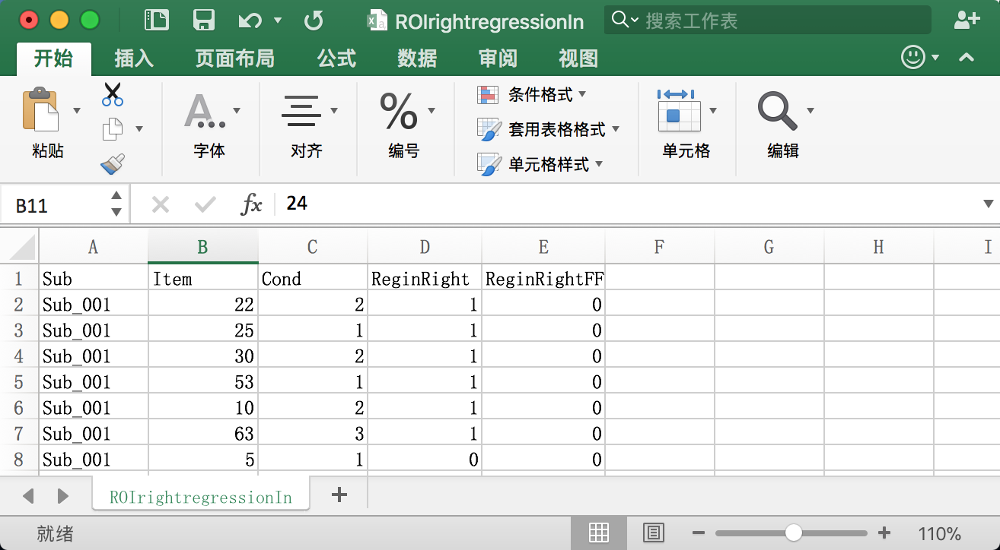 ROIrightregressionIn
搜索工作表
开始 插入 页面布局 公式 数据 审阅 视图
粘贴
字体
对齐
%
编号
条件格式
套用表格格式
单元格样式
单元格
编辑
B11 fx 24
A B C D E F G H I
1 Sub Item Cond ReginRight ReginRightFF
2 Sub_001 22 2 1 0
3 Sub_001 25 1 1 0
4 Sub_001 30 2 1 0
5 Sub_001 53 1 1 0
6 Sub_001 10 2 1 0
7 Sub_001 63 3 1 0
8 Sub_001 5 1 0 0
ROIrightregressionIn
就绪 110%